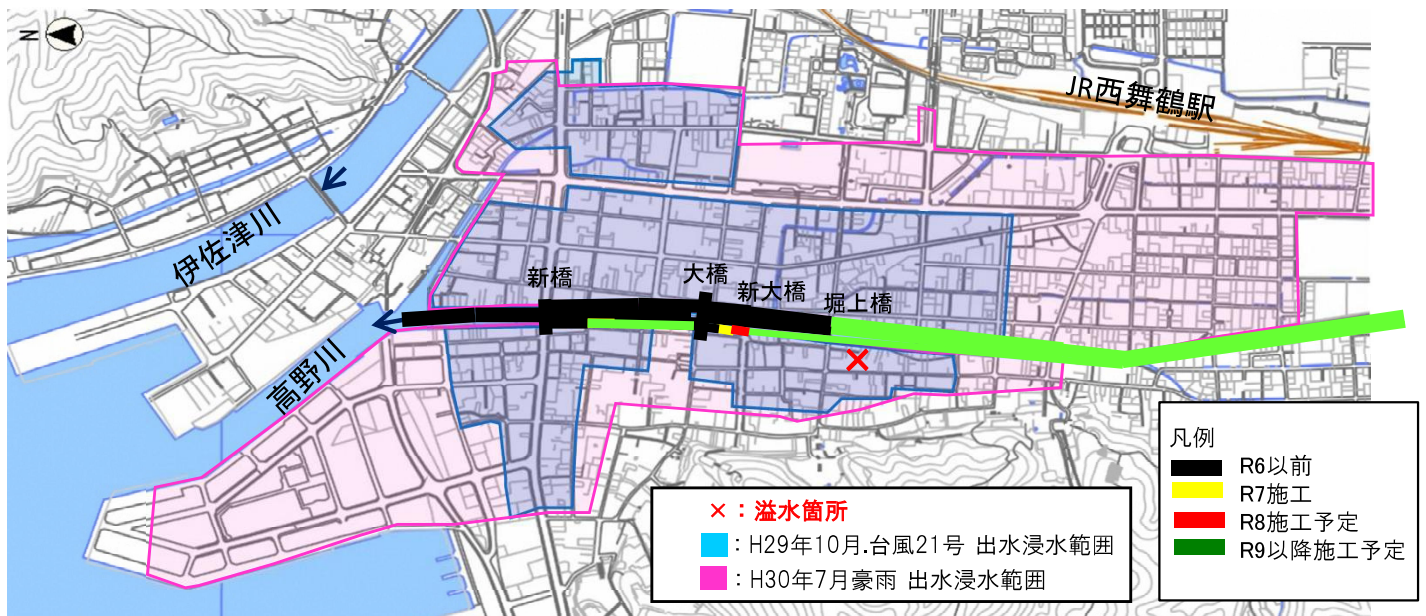 N
JR西舞鶴駅
伊佐津川
高野川
新橋
大橋
新大橋
堀上橋
×：溢水箇所
：H29年10月.台風21号 出水浸水範囲
：H30年7月豪雨 出水浸水範囲
凡例
R6以前
R7施工
R8施工予定
R9以降施工予定